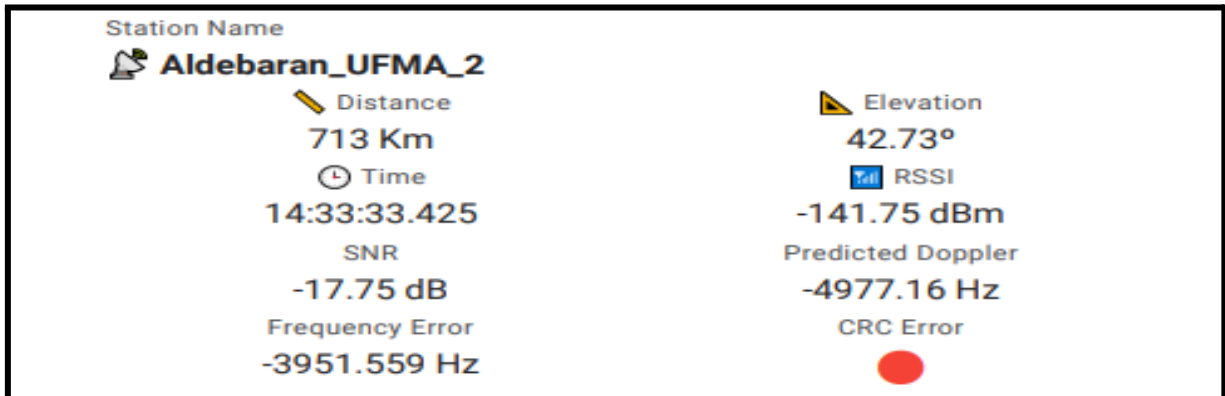 Station Name
Aldebaran_UFMA_2
Distance Elevation
713 Km 42.73º
Time RSSI
14:33:33.425 -141.75 dBm
SNR Predicted Doppler
-17.75 dB -4977.16 Hz
Frequency Error CRC Error
-3951.559 Hz